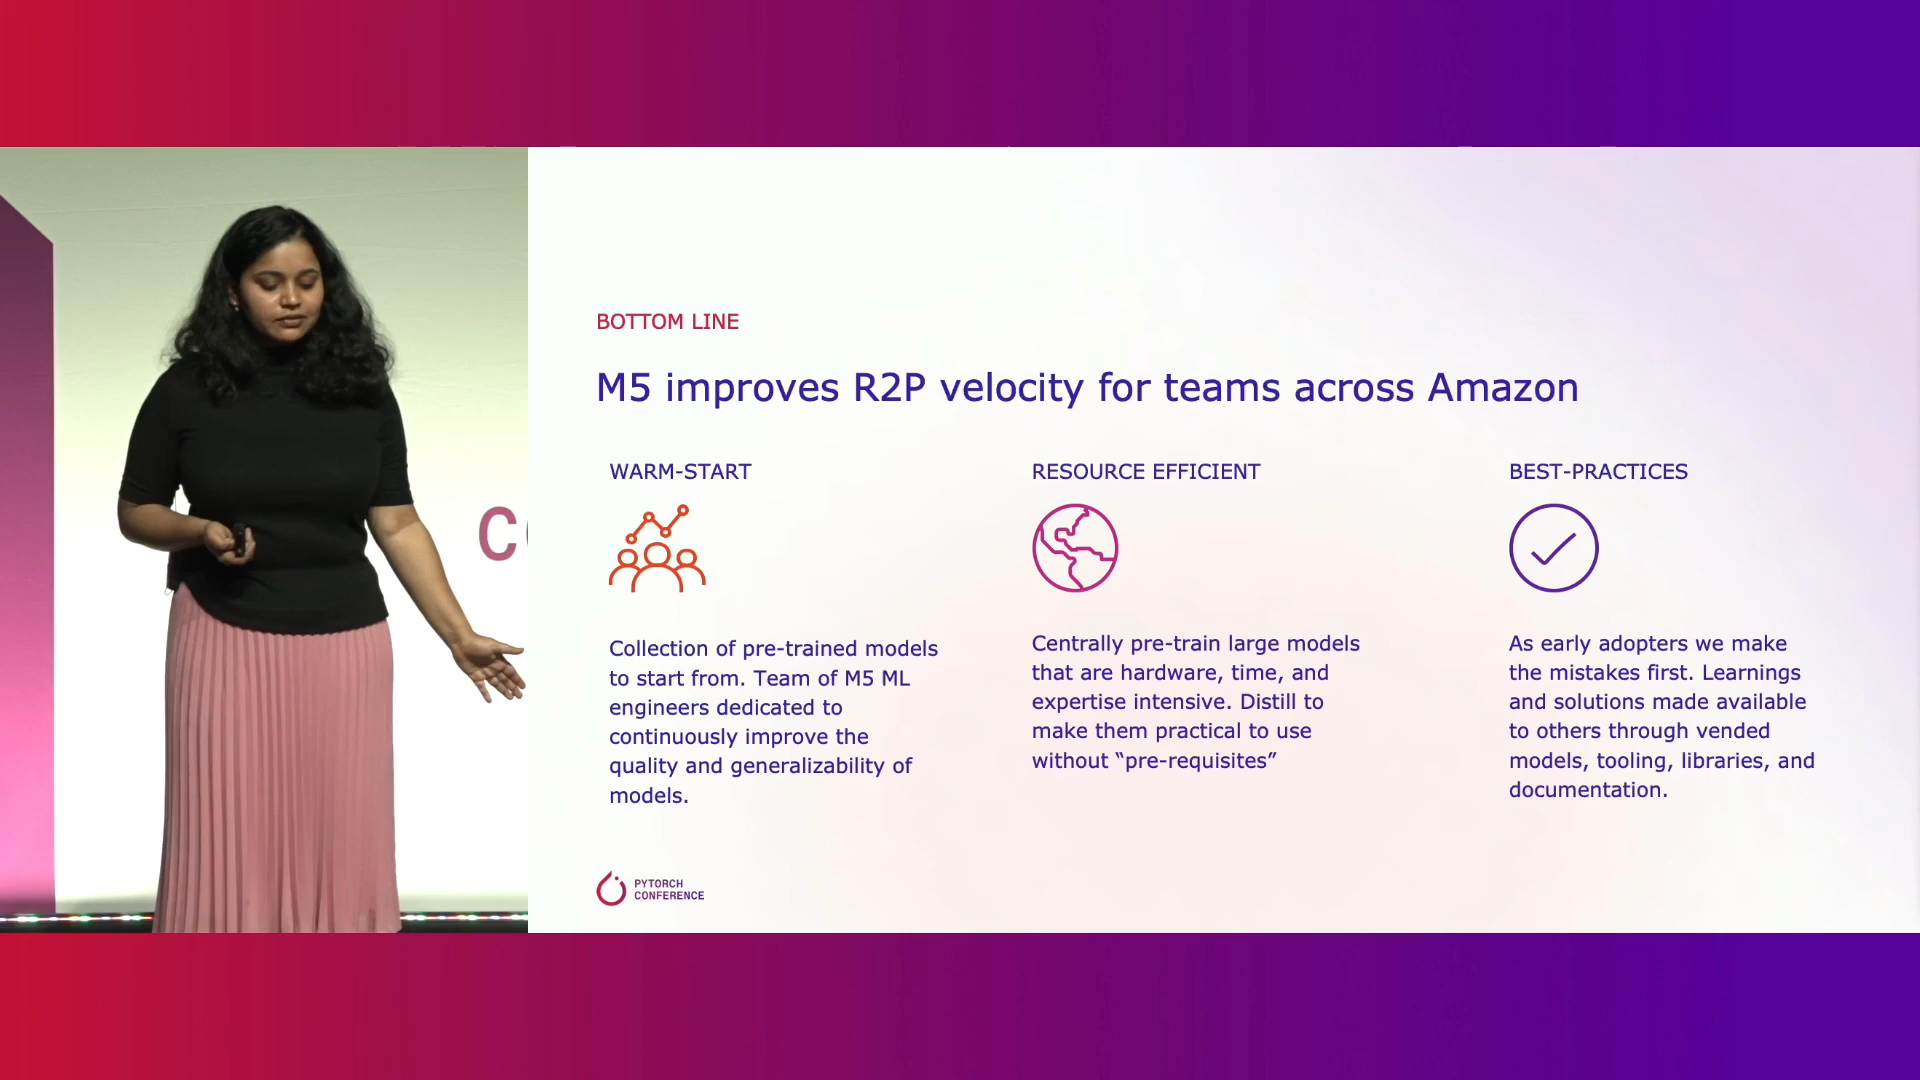 BOTTOM LINE
M5 improves R2P velocity for teams across Amazon
WARM-START
Collection of pre-trained models
to start from. Team of M5 ML
engineers dedicated to
continuously improve the
quality and generalizability of
models.
RESOURCE EFFICIENT
Centrally pre-train large models
that are hardware, time, and
expertise intensive. Distill to
make them practical to use
without “pre-requisites”
BEST-PRACTICES
As early adopters we make
the mistakes first. Learnings
and solutions made available
to others through vended
models, tooling, libraries, and
documentation.
PYTORCH
CONFERENCE